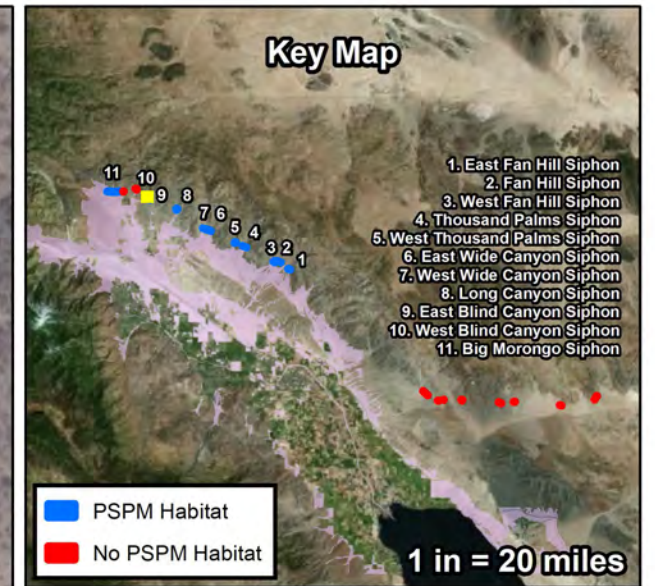 Key Map
1. East Fan Hill Siphon
2. Fan Hill Siphon
3. West Fan Hill Siphon
4. Thousand Palms Siphon
5. West Thousand Palms Siphon
6. East Wide Canyon Siphon
7. West Wide Canyon Siphon
8. Long Canyon Siphon
9. East Blind Canyon Siphon
10. West Blind Canyon Siphon
11. Big Morongo Siphon
11
10
9
8
7
6
5
4
3
2
1
PSPM Habitat
No PSPM Habitat
1 in = 20 miles